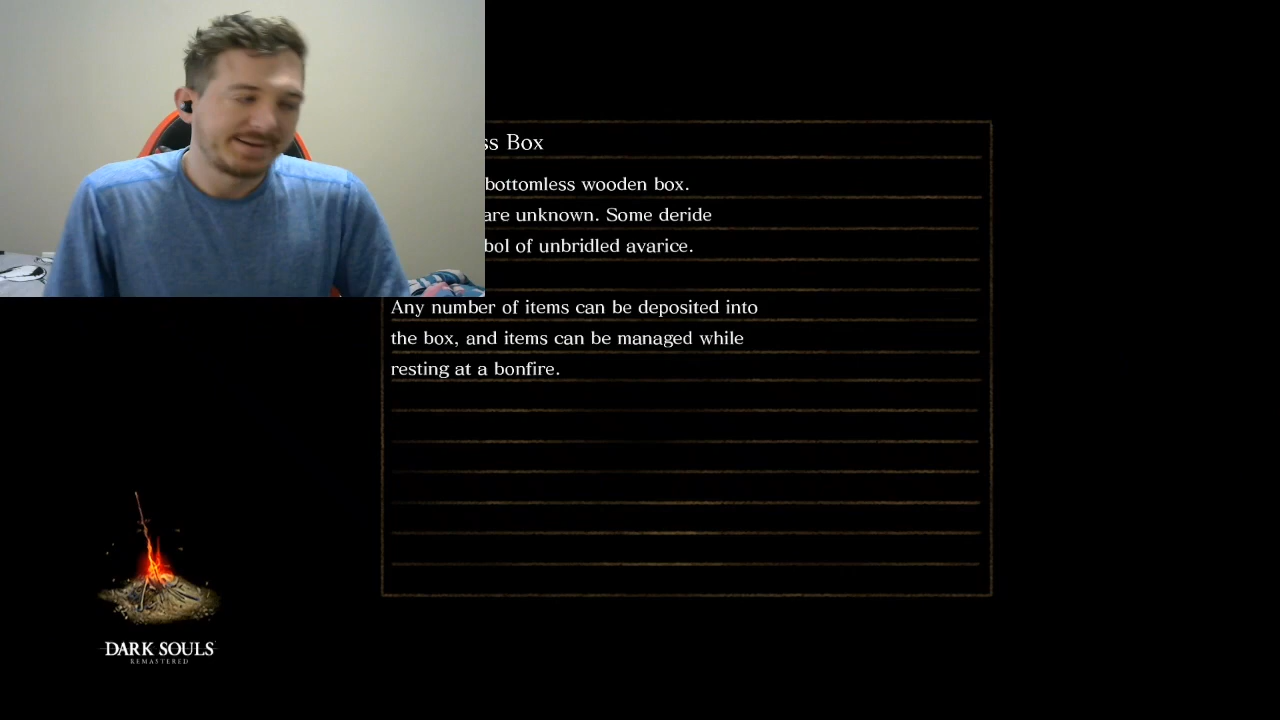 ss Box
bottomless wooden box.
are unknown. Some deride
bol of unbridled avarice.
Any number of items can be deposited into
the box, and items can be managed while
resting at a bonfire.
DARK SOULS
REMASTERED